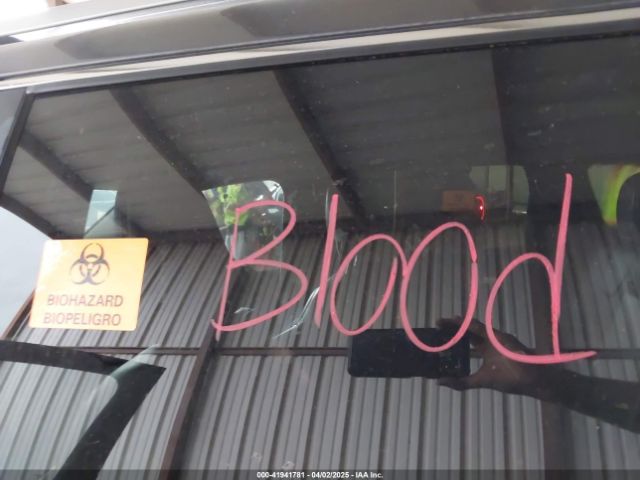 Blood
BIOHAZARD
BIOPELIGRO
000-41941781 - 04/02/2025 - IAA Inc.